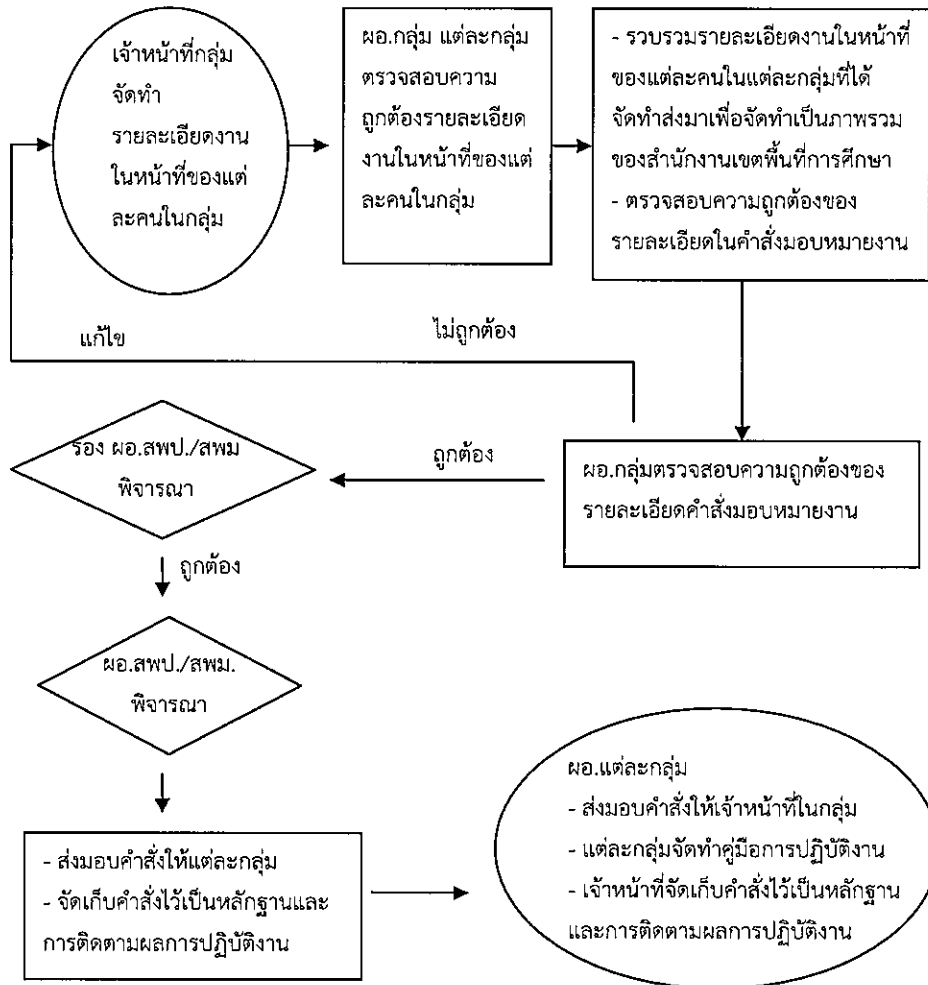 เจ้าหน้าที่กลุ่ม
จัดทำ
รายละเอียดงาน
ในหน้าที่ของแต่
ละคนในกลุ่ม
ผอ.กลุ่ม แต่ละกลุ่ม
ตรวจสอบความ
ถูกต้องรายละเอียด
งานในหน้าที่ของแต่
ละคนในกลุ่ม
- รวบรวมรายละเอียดงานในหน้าที่
ของแต่ละคนในแต่ละกลุ่มที่ได้
จัดทำส่งมาเพื่อจัดทำเป็นภาพรวม
ของสำนักงานเขตพื้นที่การศึกษา
- ตรวจสอบความถูกต้องของ
รายละเอียดในคำสั่งมอบหมายงาน
แก้ไข
ไม่ถูกต้อง
ผอ.กลุ่มตรวจสอบความถูกต้องของ
รายละเอียดคำสั่งมอบหมายงาน
ถูกต้อง
รอง ผอ.สพป./สพม
พิจารณา
ถูกต้อง
ผอ.สพป./สพม.
พิจารณา
- ส่งมอบคำสั่งให้แต่ละกลุ่ม
- จัดเก็บคำสั่งไว้เป็นหลักฐานและ
การติดตามผลการปฏิบัติงาน
ผอ.แต่ละกลุ่ม
- ส่งมอบคำสั่งให้เจ้าหน้าที่ในกลุ่ม
- แต่ละกลุ่มจัดทำคู่มือการปฏิบัติงาน
- เจ้าหน้าที่จัดเก็บคำสั่งไว้เป็นหลักฐาน
และการติดตามผลการปฏิบัติงาน